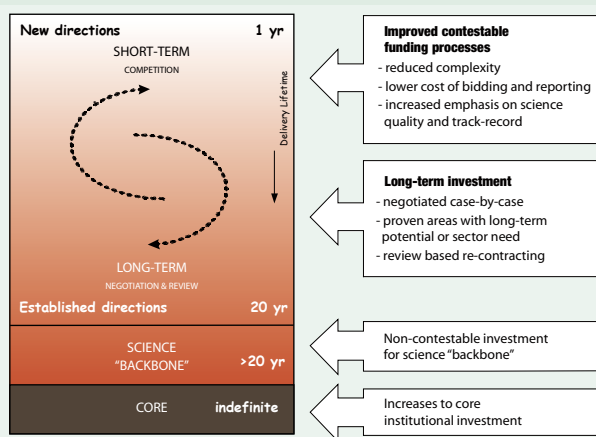 New directions 1 yr
SHORT-TERM
COMPETITION
Delivery Lifetime
LONG-TERM
NEGOTIATION & REVIEW
Established directions 20 yr
SCIENCE
"BACKBONE" >20 yr
CORE indefinite
Improved contestable
funding processes
- reduced complexity
- lower cost of bidding and reporting
- increased emphasis on science
quality and track-record
Long-term investment
- negotiated case-by-case
- proven areas with long-term
potential or sector need
- review based re-contracting
Non-contestable investment
for science "backbone"
Increases to core
institutional investment